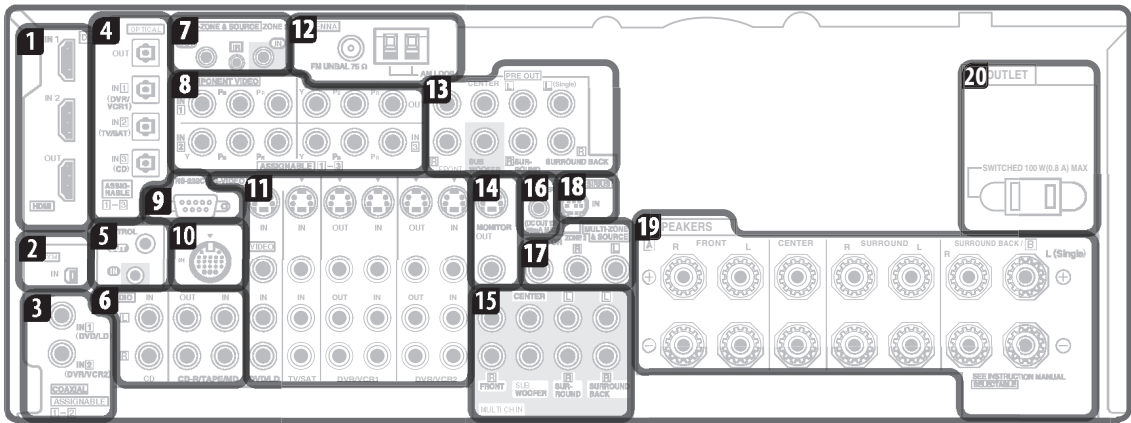 1
IN 1
IN 2
OUT
HDMI
2
IN
3
IN 1
(DVD/LD)
IN 2
(DVR/VCR2)
COAXIAL
ASSIGNABLE
1-2
4
OPTICAL
OUT
IN 1
(DVR/
VCR1)
IN 2
(TV/SAT)
IN 3
(CD)
ASSIG-
NABLE
1-3
5
IN
6
IN OUT IN
L
R
CD CD-R/TAPE/MD
7
-ZONE & SOURCE
IN
IN
8
IN 1
Y PB PR Y PB PR
OUT
IN 2
IN 3
Y PB PR Y PB PR
ASSIGNABLE 1-3
9
RS-232C
10
IN
11
VIDEO
IN IN OUT IN OUT IN
IN IN OUT IN OUT IN
DVD/LD TV/SAT DVR/VCR1 DVR/VCR2
12
FM UNBAL 75 Ω
AM LOOP
13
PRE OUT
CENTER L L (Single)
R R R
FRONT SUB
WOOFER
SUR-
ROUND
SURROUND BACK
14
MONITOR
OUT
15
CENTER L L
R R R
FRONT SUB
WOOFER
SUR-
ROUND
SURROUND
BACK
MULTI CH IN
16
17
MULTI-ZONE
& SOURCE
R L
18
IN
19
SPEAKERS
A R FRONT L CENTER R SURROUND L SURROUND BACK / B
R L (Single)
+ +
− −
SEE INSTRUCTION MANUAL
SELECTABLE
20
OUTLET
SWITCHED 100 W(0.8 A) MAX